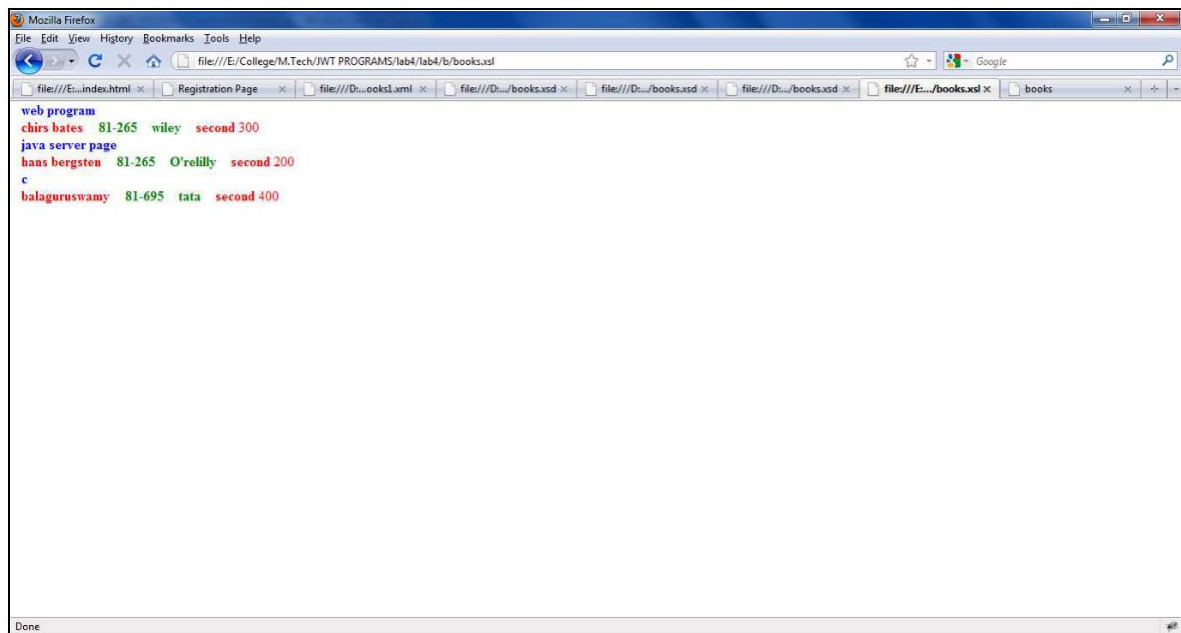 Mozilla Firefox
File Edit View History Bookmarks Tools Help
file:///E:/College/M.Tech/JWT PROGRAMS/lab4/lab4/b/books.xsl
Google
file:///E:...index.html
Registration Page
file:///D:...ooks1.xml
file:///D:.../books.xsd
file:///D:.../books.xsd
file:///D:.../books.xsd
file:///E:.../books.xsl
books
web program
chirs bates 81-265 wiley second 300
java server page
hans bergsten 81-265 O'relilly second 200
c
balaguruswamy 81-695 tata second 400
Done